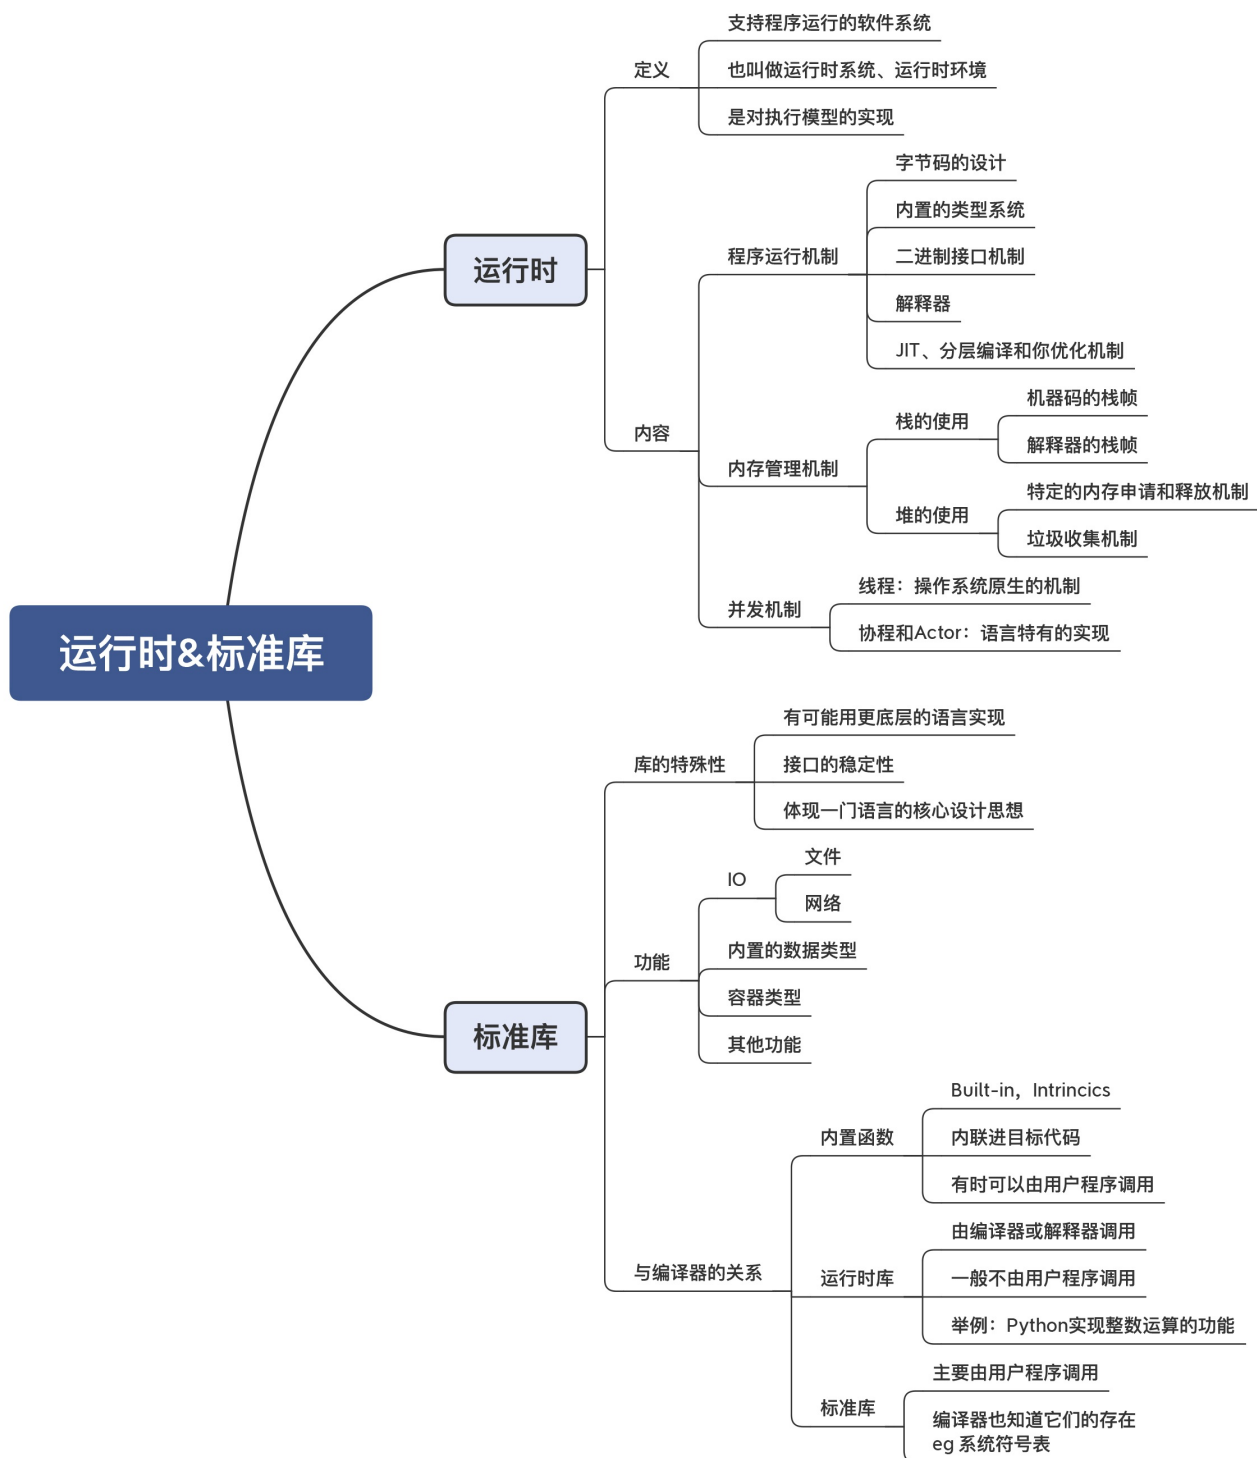 运行时&标准库
运行时
定义
支持程序运行的软件系统
也叫做运行时系统、运行时环境
是对执行模型的实现
内容
程序运行机制
字节码的设计
内置的类型系统
二进制接口机制
解释器
JIT、分层编译和你优化机制
内存管理机制
栈的使用
机器码的栈帧
解释器的栈帧
堆的使用
特定的内存申请和释放机制
垃圾收集机制
并发机制
线程：操作系统原生的机制
协程和Actor：语言特有的实现
标准库
库的特殊性
有可能用更底层的语言实现
接口的稳定性
体现一门语言的核心设计思想
功能
IO
文件
网络
内置的数据类型
容器类型
其他功能
与编译器的关系
内置函数
Built-in，Intrincics
内联进目标代码
有时可以由用户程序调用
运行时库
由编译器或解释器调用
一般不由用户程序调用
举例：Python实现整数运算的功能
标准库
主要由用户程序调用
编译器也知道它们的存在
eg 系统符号表